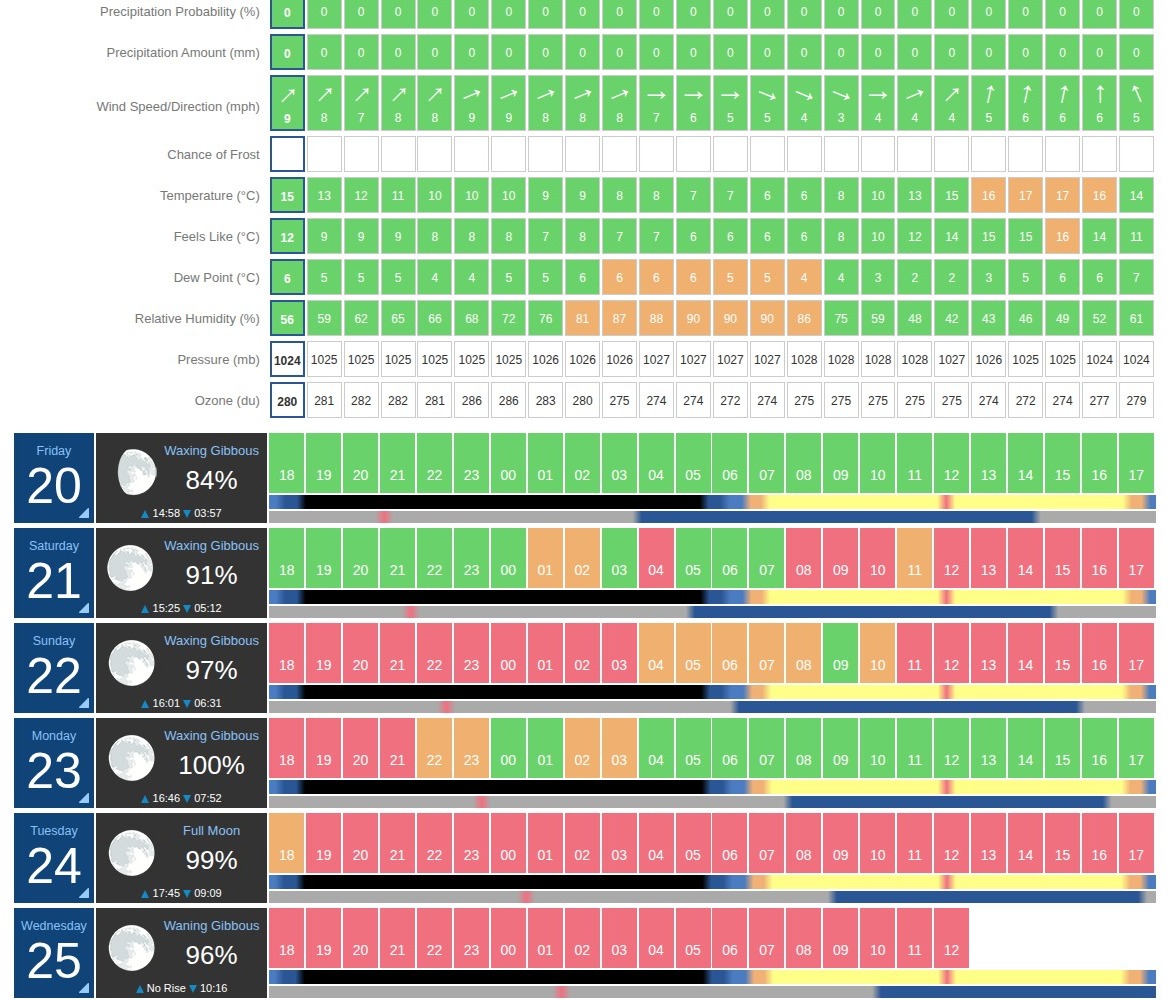 Precipitation Probability (%) 0 0 0 0 0 0 0 0 0 0 0 0 0 0 0 0 0 0 0 0 0 0 0 0
Precipitation Amount (mm) 0 0 0 0 0 0 0 0 0 0 0 0 0 0 0 0 0 0 0 0 0 0 0 0
Wind Speed/Direction (mph) 9 8 7 8 8 9 9 8 8 8 7 6 5 5 4 3 4 4 4 5 6 6 6 5
Chance of Frost
Temperature (°C) 15 13 12 11 10 10 10 9 9 8 8 7 7 6 6 8 10 13 15 16 17 17 16 14
Feels Like (°C) 12 9 9 9 8 8 8 7 8 7 7 6 6 6 6 8 10 12 14 15 15 16 14 11
Dew Point (°C) 6 5 5 5 4 4 5 5 6 6 6 6 5 5 4 4 3 2 2 3 5 6 6 7
Relative Humidity (%) 56 59 62 65 66 68 72 76 81 87 88 90 90 90 86 75 59 48 42 43 46 49 52 61
Pressure (mb) 1024 1025 1025 1025 1025 1025 1025 1026 1026 1026 1027 1027 1027 1027 1028 1028 1028 1028 1027 1026 1025 1025 1024 1024
Ozone (du) 280 281 282 282 281 286 286 283 280 275 274 274 272 274 275 275 275 275 275 274 272 274 277 279
Friday Waxing Gibbous
20 84% 18 19 20 21 22 23 00 01 02 03 04 05 06 07 08 09 10 11 12 13 14 15 16 17
14:58 03:57
Saturday Waxing Gibbous
21 91% 18 19 20 21 22 23 00 01 02 03 04 05 06 07 08 09 10 11 12 13 14 15 16 17
15:25 05:12
Sunday Waxing Gibbous
22 97% 18 19 20 21 22 23 00 01 02 03 04 05 06 07 08 09 10 11 12 13 14 15 16 17
16:01 06:31
Monday Waxing Gibbous
23 100% 18 19 20 21 22 23 00 01 02 03 04 05 06 07 08 09 10 11 12 13 14 15 16 17
16:46 07:52
Tuesday Full Moon
24 99% 18 19 20 21 22 23 00 01 02 03 04 05 06 07 08 09 10 11 12 13 14 15 16 17
17:45 09:09
Wednesday Waning Gibbous
25 96% 18 19 20 21 22 23 00 01 02 03 04 05 06 07 08 09 10 11 12
No Rise 10:16